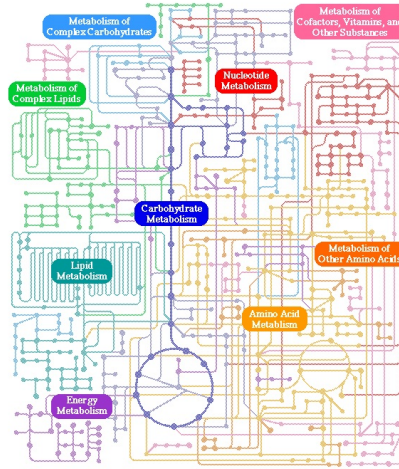 Metabolism of
Complex Carbohydrates
Metabolism of
Cofactors, Vitamins, and
Other Substances
Nucleotide
Metabolism
Metabolism of
Complex Lipids
Carbohydrate
Metabolism
Metabolism of
Other Amino Acids
Lipid
Metabolism
Amino Acid
Metablism
Energy
Metabolism